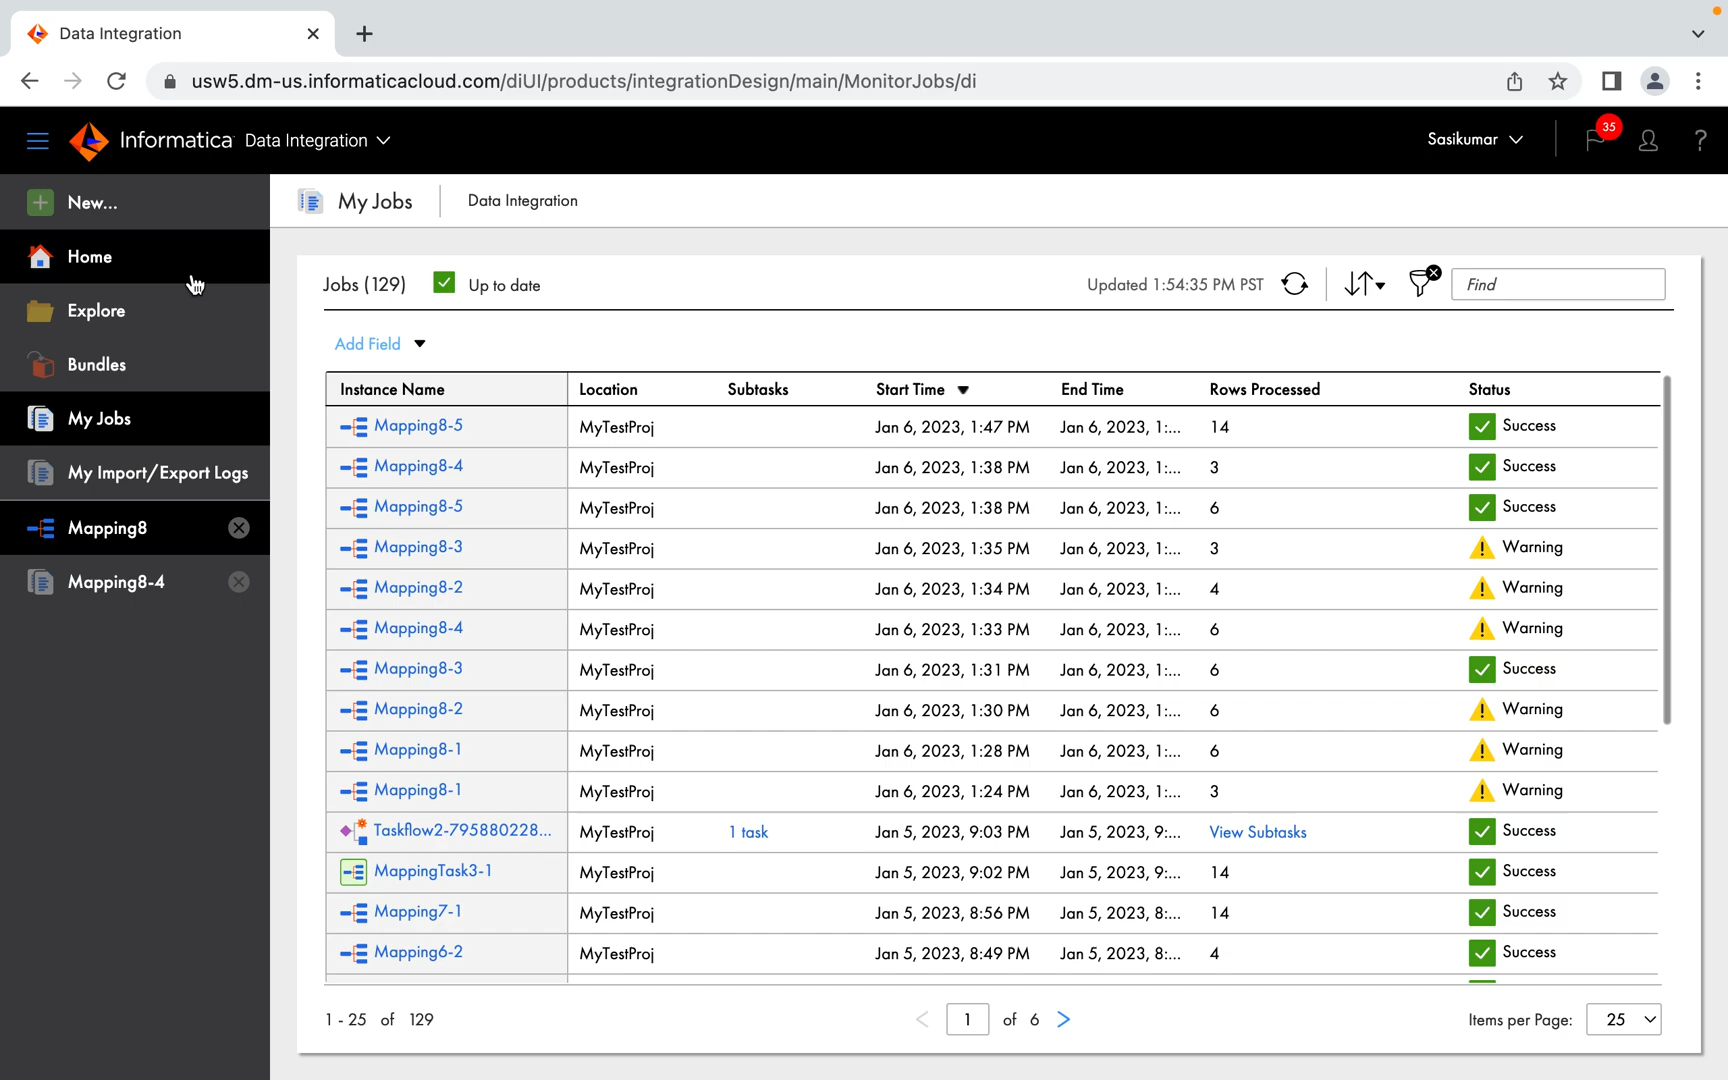 Data Integration
usw5.dm-us.informaticacloud.com/diUI/products/integrationDesign/main/MonitorJobs/di
Informatica Data Integration
Sasikumar
35
?
New...
Home
Explore
Bundles
My Jobs
My Import/Export Logs
Mapping8
Mapping8-4
My Jobs
Data Integration
Jobs (129)
Up to date
Updated 1:54:35 PM PST
Find
Add Field
Instance Name Location Subtasks Start Time End Time Rows Processed Status
Mapping8-5 MyTestProj Jan 6, 2023, 1:47 PM Jan 6, 2023, 1:... 14 Success
Mapping8-4 MyTestProj Jan 6, 2023, 1:38 PM Jan 6, 2023, 1:... 3 Success
Mapping8-5 MyTestProj Jan 6, 2023, 1:38 PM Jan 6, 2023, 1:... 6 Success
Mapping8-3 MyTestProj Jan 6, 2023, 1:35 PM Jan 6, 2023, 1:... 3 Warning
Mapping8-2 MyTestProj Jan 6, 2023, 1:34 PM Jan 6, 2023, 1:... 4 Warning
Mapping8-4 MyTestProj Jan 6, 2023, 1:33 PM Jan 6, 2023, 1:... 6 Warning
Mapping8-3 MyTestProj Jan 6, 2023, 1:31 PM Jan 6, 2023, 1:... 6 Success
Mapping8-2 MyTestProj Jan 6, 2023, 1:30 PM Jan 6, 2023, 1:... 6 Warning
Mapping8-1 MyTestProj Jan 6, 2023, 1:28 PM Jan 6, 2023, 1:... 6 Warning
Mapping8-1 MyTestProj Jan 6, 2023, 1:24 PM Jan 6, 2023, 1:... 3 Warning
Taskflow2-795880228... MyTestProj 1 task Jan 5, 2023, 9:03 PM Jan 5, 2023, 9:... View Subtasks Success
MappingTask3-1 MyTestProj Jan 5, 2023, 9:02 PM Jan 5, 2023, 9:... 14 Success
Mapping7-1 MyTestProj Jan 5, 2023, 8:56 PM Jan 5, 2023, 8:... 14 Success
Mapping6-2 MyTestProj Jan 5, 2023, 8:49 PM Jan 5, 2023, 8:... 4 Success
1 - 25 of 129
1 of 6
Items per Page: 25